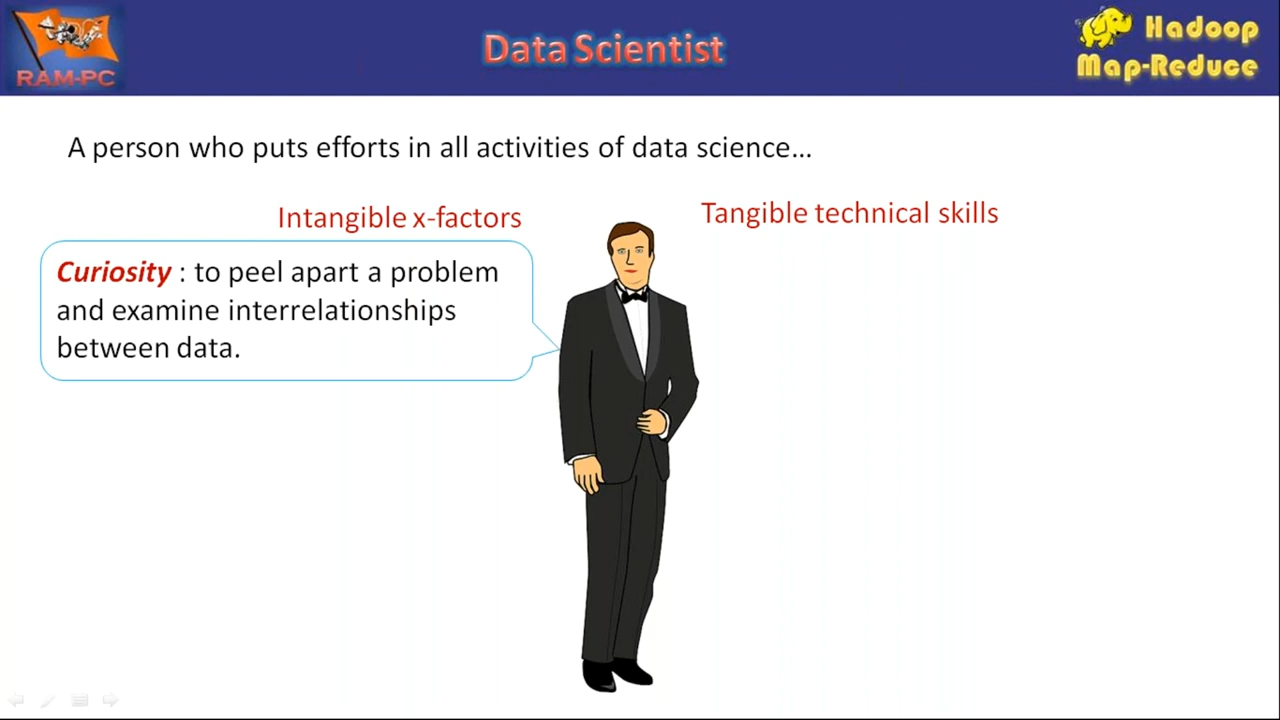 RAM-PC
Data Scientist
Hadoop
Map-Reduce
A person who puts efforts in all activities of data science...
Intangible x-factors
Tangible technical skills
Curiosity : to peel apart a problem
and examine interrelationships
between data.